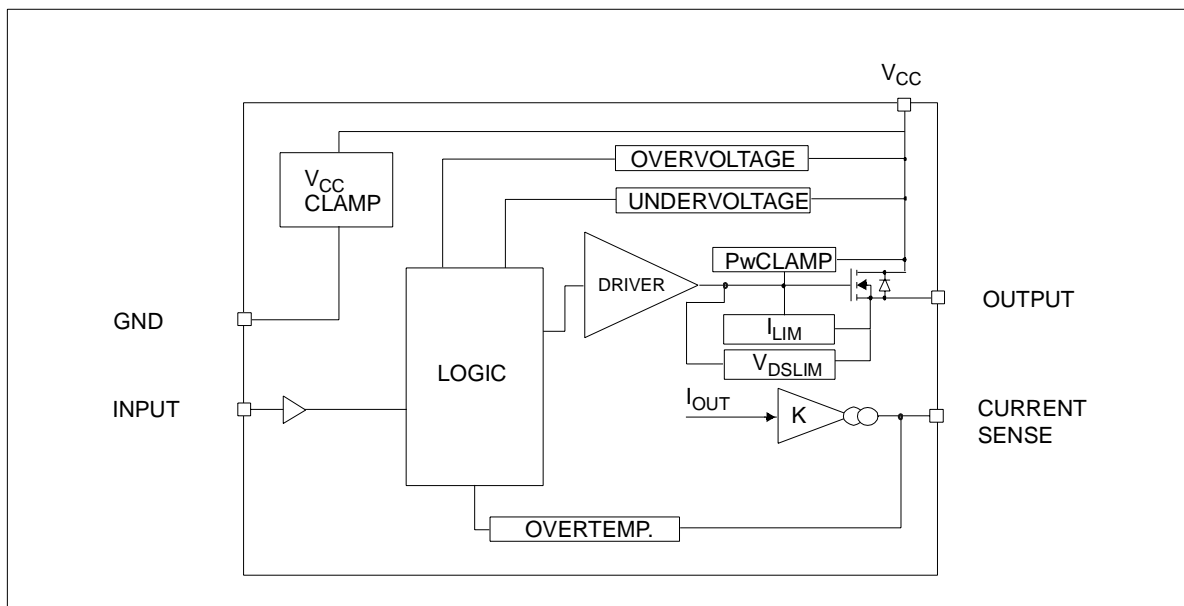 VCC
OVERVOLTAGE
VCC
CLAMP
UNDERVOLTAGE
PwCLAMP
DRIVER
OUTPUT
GND
ILIM
VDSLIM
LOGIC
INPUT
IOUT
K
CURRENT
SENSE
OVERTEMP.